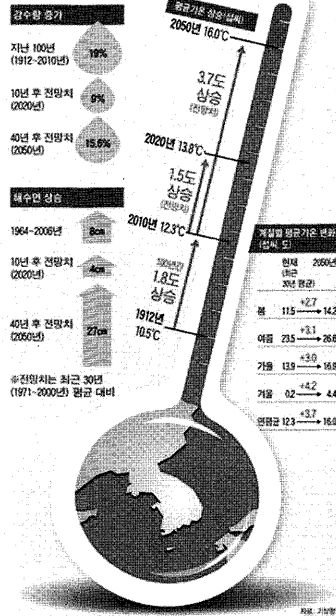 강수량 증가
지난 100년
(1912~2010년)
19%
10년 후 전망치
(2020년)
9%
40년 후 전망치
(2050년)
15.6%
해수면 상승
1964~2006년
8cm
10년 후 전망치
(2020년)
4cm
40년 후 전망치
(2050년)
27cm
※전망치는 최근 30년
(1971~2000년) 평균 대비
평균기온 상승(섭씨)
2050년 16.0℃
3.7도
상승
(전망치)
2020년 13.8℃
1.5도
상승
(전망치)
2010년 12.3℃
1.8도
상승
1912년
10.5℃
계절별 평균기온 변화
(섭씨, 도)
현재 2050년
(최근
30년 평균)
봄 11.5 +2.7 14.2
여름 23.5 +3.1 26.6
가을 13.9 +3.0 16.9
겨울 0.2 +4.2 4.4
연평균 12.3 +3.7 16.0
자료: